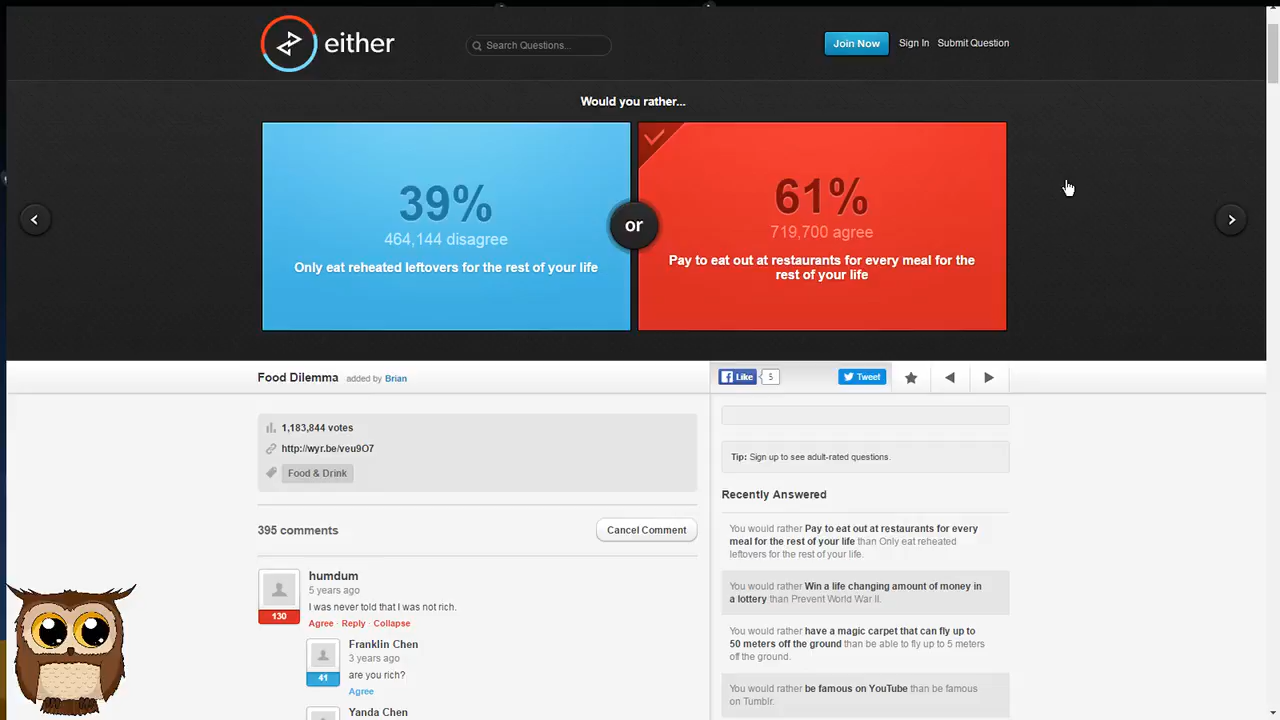 either
Search Questions...
Join Now
Sign In
Submit Question
Would you rather...
39%
464,144 disagree
Only eat reheated leftovers for the rest of your life
or
61%
719,700 agree
Pay to eat out at restaurants for every meal for the
rest of your life
Food Dilemma added by Brian
Like
5
Tweet
1,183,844 votes
http://wyr.be/veu9O7
Food & Drink
395 comments
Cancel Comment
humdum
5 years ago
I was never told that I was not rich.
130
Agree · Reply · Collapse
Franklin Chen
3 years ago
are you rich?
41
Agree
Yanda Chen
Tip: Sign up to see adult-rated questions.
Recently Answered
You would rather Pay to eat out at restaurants for every
meal for the rest of your life than Only eat reheated
leftovers for the rest of your life.
You would rather Win a life changing amount of money in
a lottery than Prevent World War II.
You would rather have a magic carpet that can fly up to
50 meters off the ground than be able to fly up to 5 meters
off the ground.
You would rather be famous on YouTube than be famous
on Tumblr.